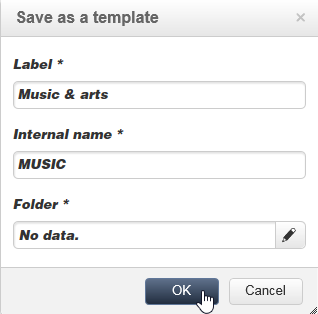 Save as a template ×
Label *
Music & arts
Internal name *
MUSIC
Folder *
No data.
OK Cancel